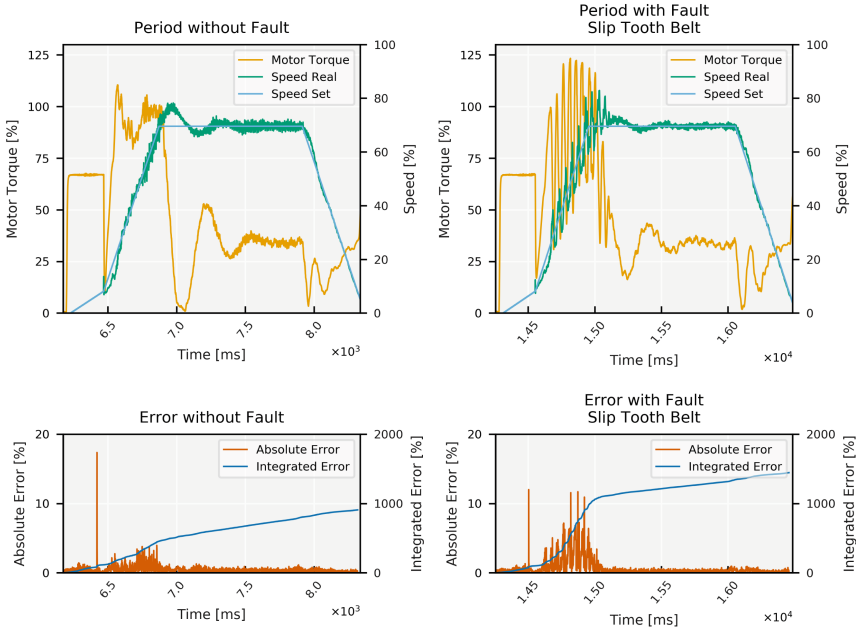 Period without Fault
125
100
75
50
25
0
Motor Torque [%]
100
80
60
40
20
0
Speed [%]
Motor Torque
Speed Real
Speed Set
6.5
7.0
7.5
8.0
Time [ms]
×10³
Period with Fault
Slip Tooth Belt
125
100
75
50
25
0
Motor Torque [%]
100
80
60
40
20
0
Speed [%]
Motor Torque
Speed Real
Speed Set
1.45
1.50
1.55
1.60
Time [ms]
×10⁴
Error without Fault
20
10
0
Absolute Error [%]
2000
1000
0
Integrated Error [%]
Absolute Error
Integrated Error
6.5
7.0
7.5
8.0
Time [ms]
×10³
Error with Fault
Slip Tooth Belt
20
10
0
Absolute Error [%]
2000
1000
0
Integrated Error [%]
Absolute Error
Integrated Error
1.45
1.50
1.55
1.60
Time [ms]
×10⁴